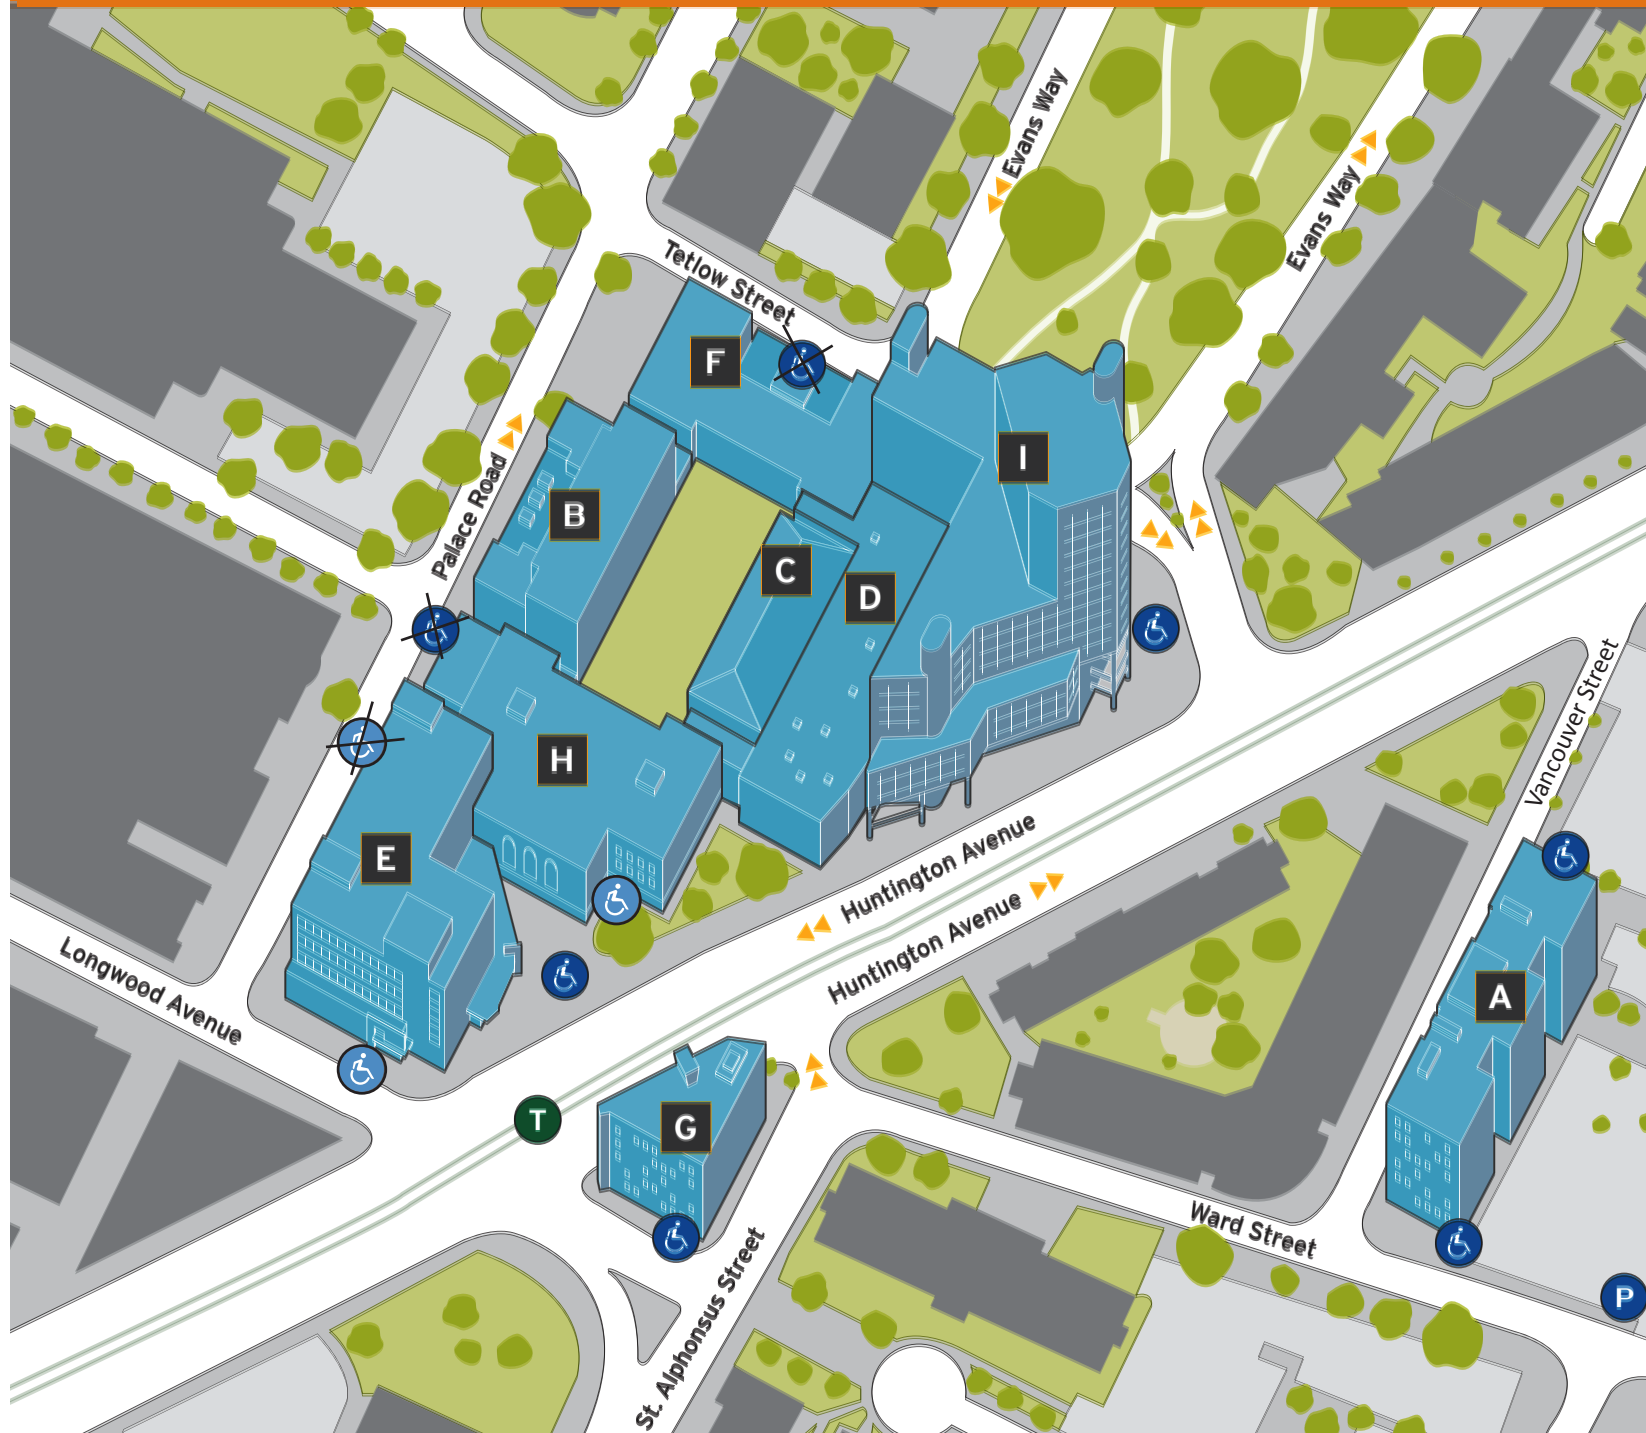 Evans Way
Evans Way
Tetlow Street
F
I
B
C
D
Palace Road
Vancouver Street
H
E
Huntington Avenue
Huntington Avenue
Longwood Avenue
A
T
G
Ward Street
St. Alphonsus Street
P